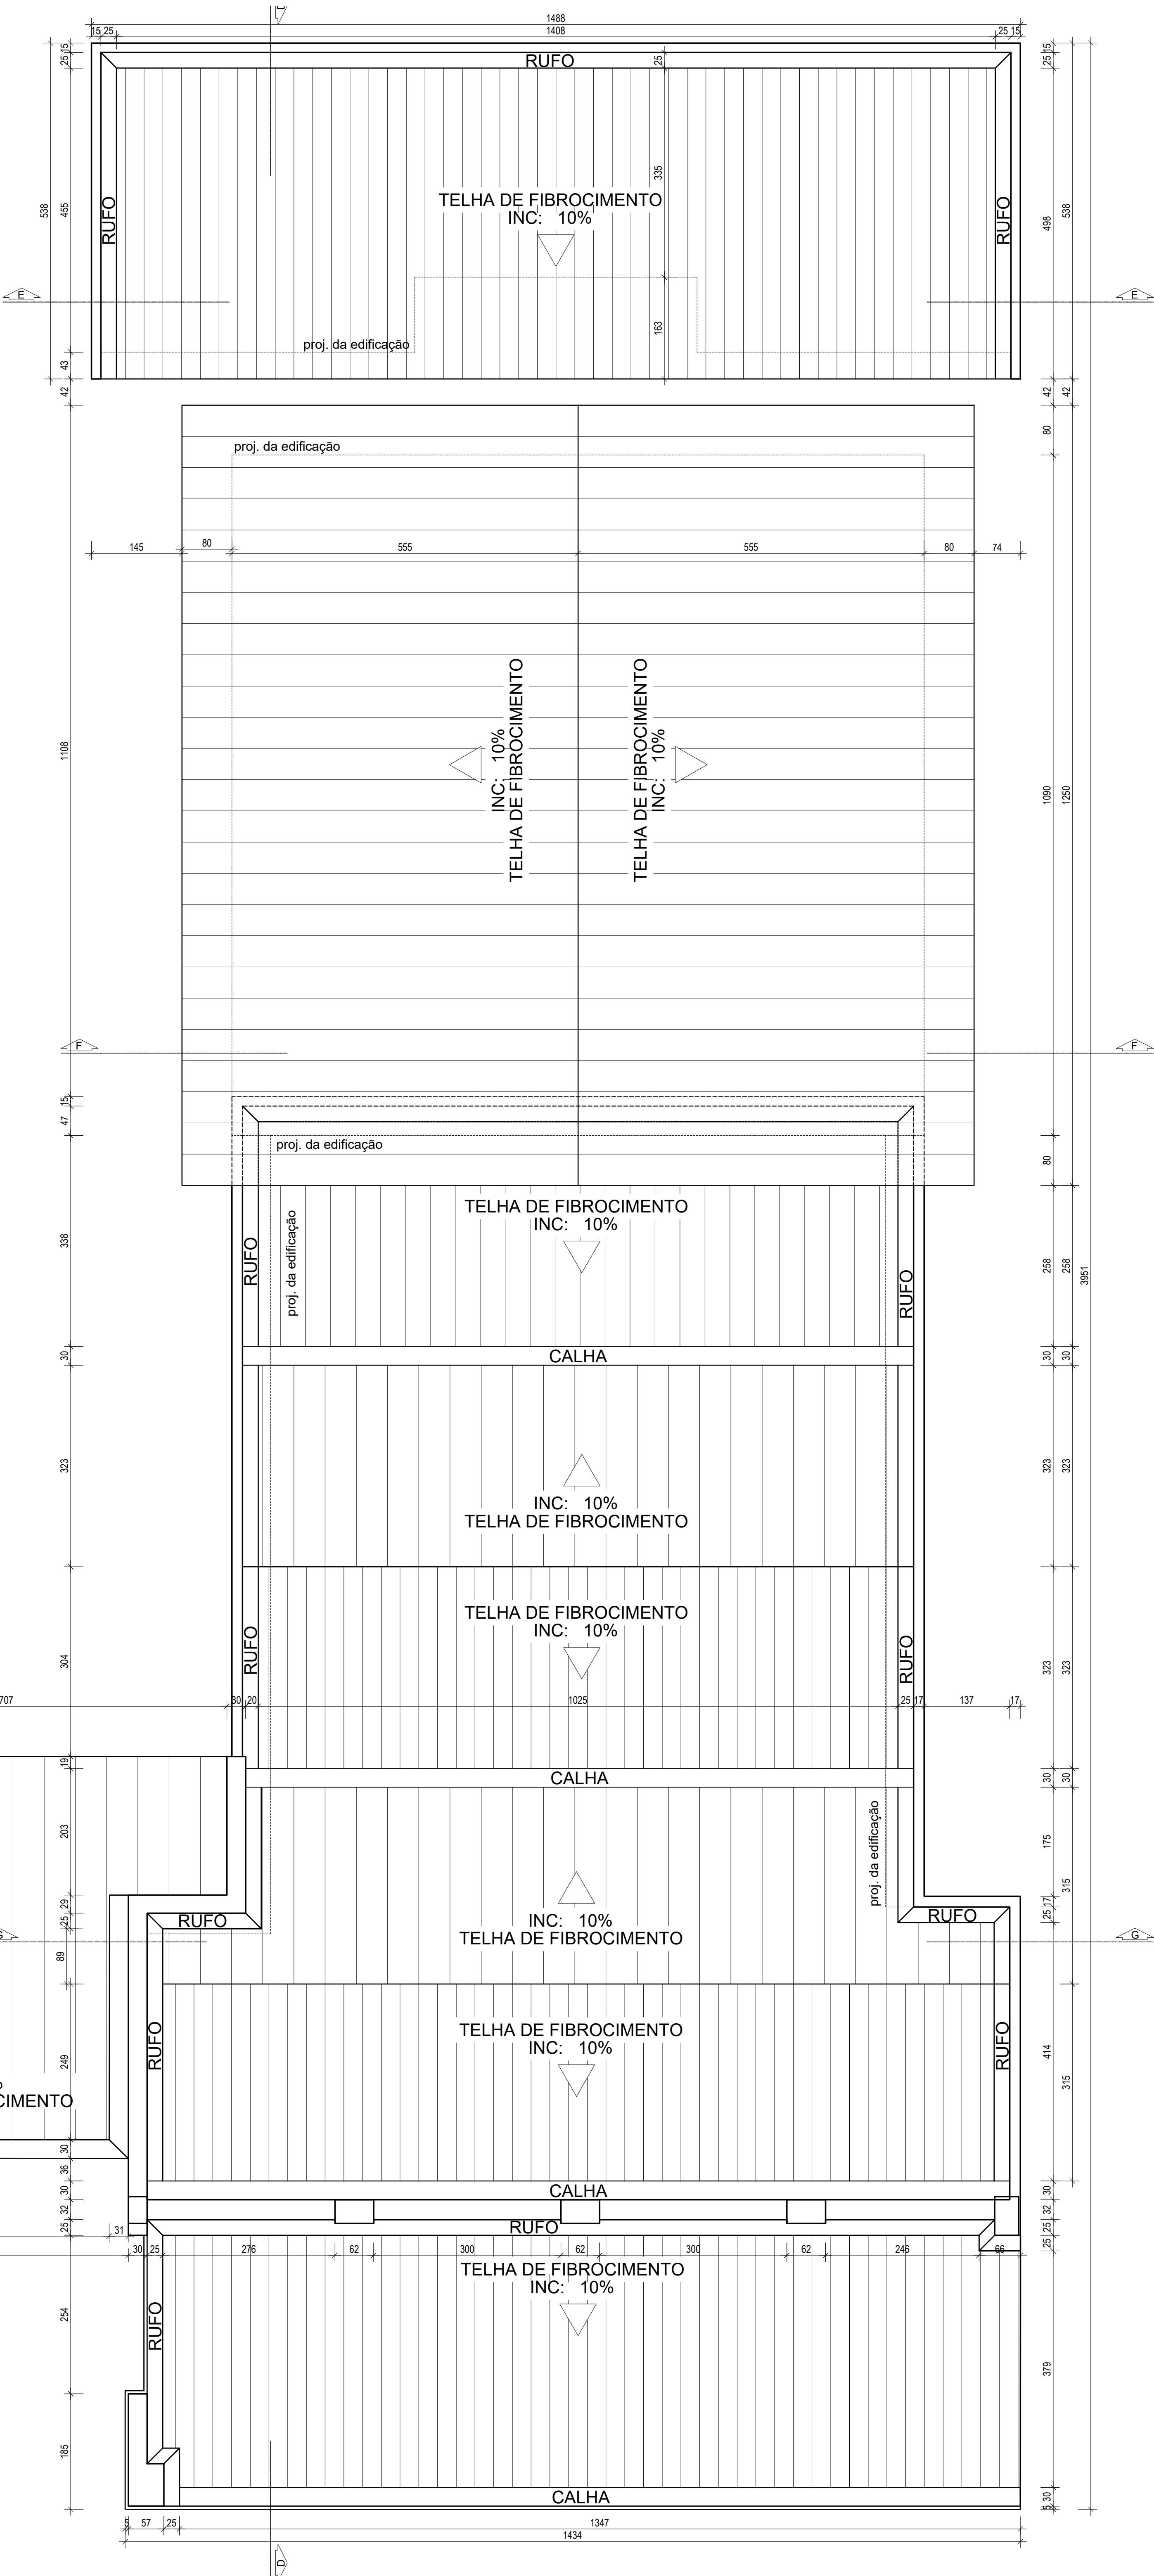 D
1488
15 25 1408 25 15
RUFO
15
25
538
455
43
42
RUFO
TELHA DE FIBROCIMENTO
INC: 10%
25
335
163
RUFO
15
25
498
538
E
E
proj. da edificação
42
42
80
proj. da edificação
145 80 555 555 80 74
1108
INC: 10%
TELHA DE FIBROCIMENTO
TELHA DE FIBROCIMENTO
INC: 10%
1090
1250
F
F
15
47
proj. da edificação
80
TELHA DE FIBROCIMENTO
INC: 10%
338
RUFO
proj. da edificação
RUFO
258
258
3951
30
CALHA
30
30
323
INC: 10%
TELHA DE FIBROCIMENTO
323
323
TELHA DE FIBROCIMENTO
INC: 10%
304
RUFO
RUFO
323
323
707 30 20 1025 25 17 137 17
19
CALHA
30
30
203
proj. da edificação
175
315
29
25
RUFO
INC: 10%
TELHA DE FIBROCIMENTO
RUFO
17
25
G
89
249
RUFO
TELHA DE FIBROCIMENTO
INC: 10%
RUFO
414
315
CIMENTO
30
36
30
CALHA
30
32
RUFO
32
25
25
25
31
30 25 276 62 300 62 300 62 246 66
TELHA DE FIBROCIMENTO
INC: 10%
254
RUFO
379
185
CALHA
30
5
5 57 25 1347
1434
D